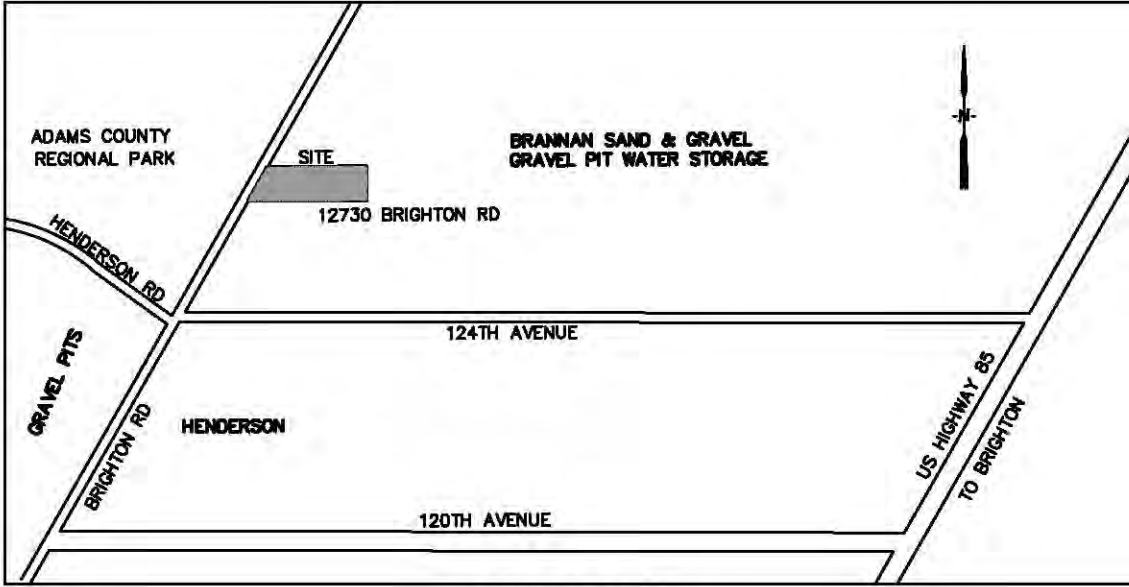 ADAMS COUNTY
REGIONAL PARK
SITE
BRANNAN SAND & GRAVEL
GRAVEL PIT WATER STORAGE
-N-
12730 BRIGHTON RD
HENDERSON RD
124TH AVENUE
GRAVEL PITS
BRIGHTON RD
HENDERSON
US HIGHWAY 85
TO BRIGHTON
120TH AVENUE